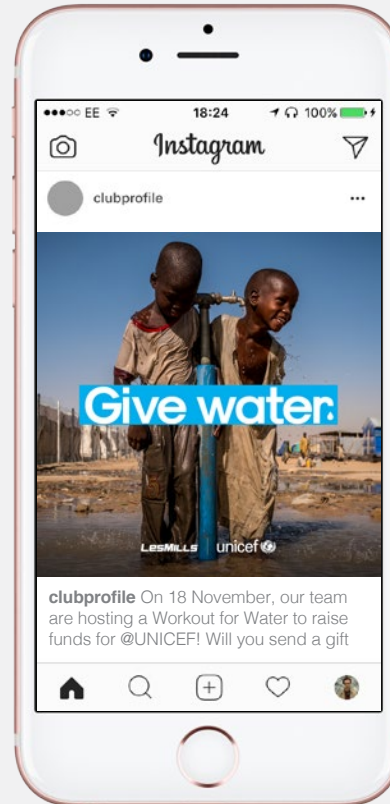 EE 18:24 100%
Instagram
clubprofile
Give water.
LESMILLS unicef
clubprofile On 18 November, our team
are hosting a Workout for Water to raise
funds for @UNICEF! Will you send a gift